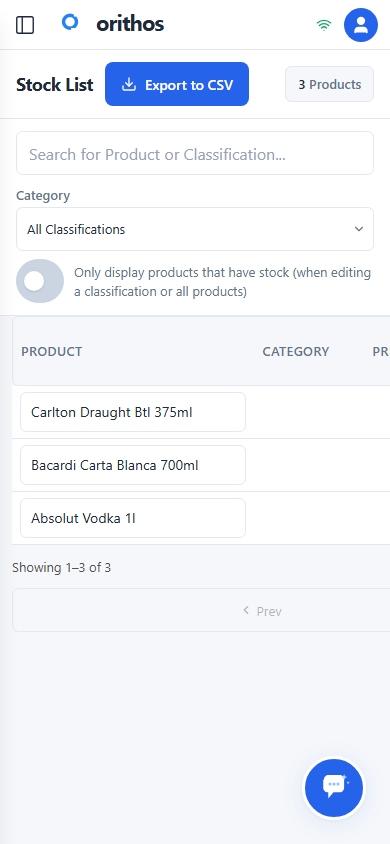 orithos
Stock List
Export to CSV
3 Products
Search for Product or Classification...
Category
All Classifications
Only display products that have stock (when editing
a classification or all products)
PRODUCT
CATEGORY
PR
Carlton Draught Btl 375ml
Bacardi Carta Blanca 700ml
Absolut Vodka 1l
Showing 1–3 of 3
Prev